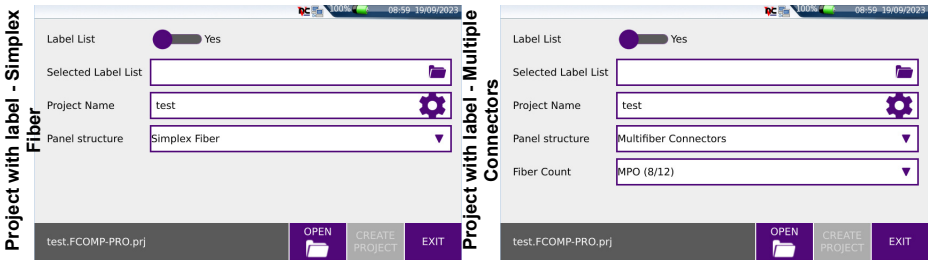 Project with label - Simplex
Fiber
100%
08:59 19/09/2023
Label List
Yes
Selected Label List
Project Name
test
Panel structure
Simplex Fiber
test.FCOMP-PRO.prj
OPEN
CREATE
PROJECT
EXIT
Project with label - Multiple
Connectors
100%
08:59 19/09/2023
Label List
Yes
Selected Label List
Project Name
test
Panel structure
Multifiber Connectors
Fiber Count
MPO (8/12)
test.FCOMP-PRO.prj
OPEN
CREATE
PROJECT
EXIT